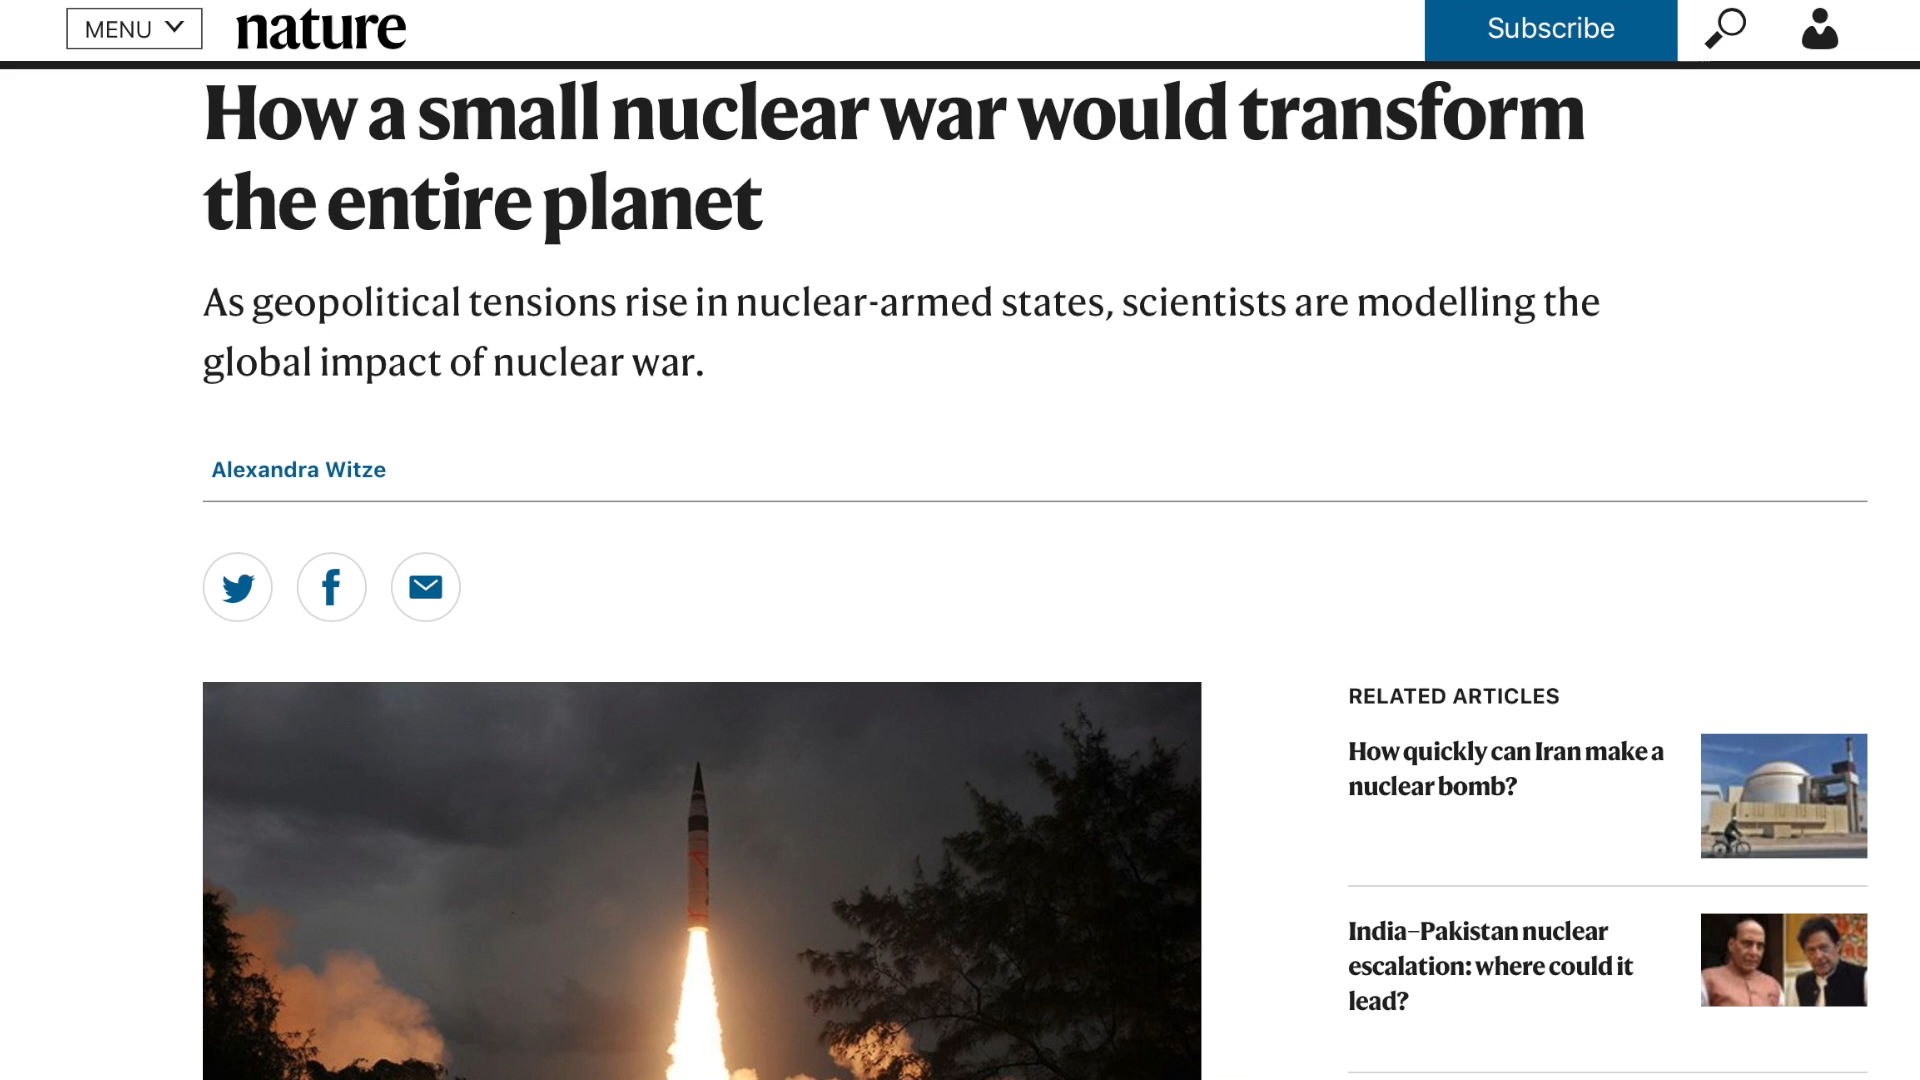 MENU
nature
Subscribe
How a small nuclear war would transform
the entire planet
As geopolitical tensions rise in nuclear-armed states, scientists are modelling the
global impact of nuclear war.
Alexandra Witze
RELATED ARTICLES
How quickly can Iran make a
nuclear bomb?
India–Pakistan nuclear
escalation: where could it
lead?